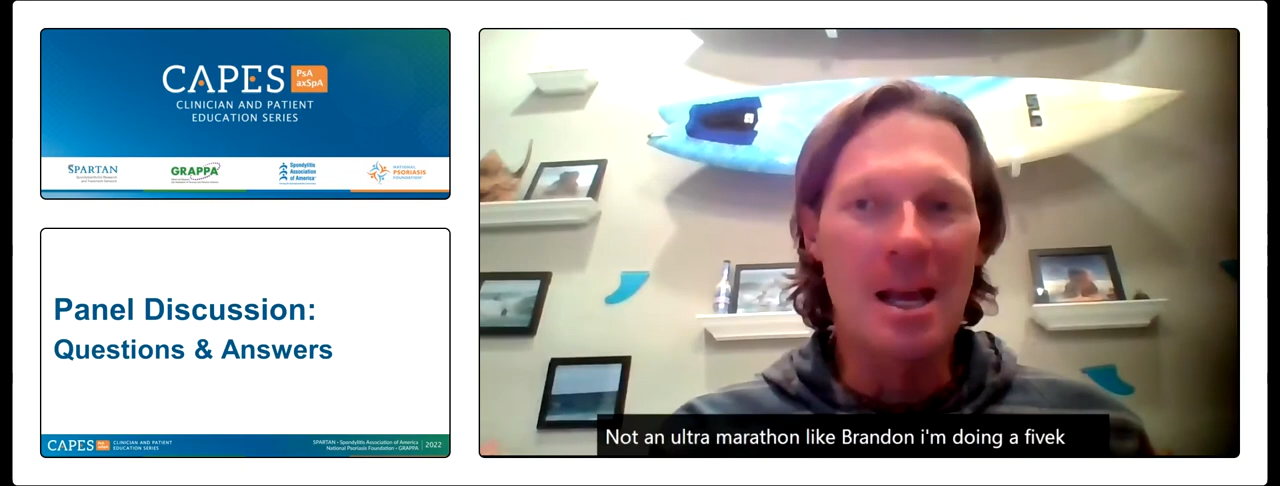 CAPES PsA axSpA
CLINICIAN AND PATIENT
EDUCATION SERIES
SPARTAN
GRAPPA
Spondylitis
Association
of America
NATIONAL
PSORIASIS
FOUNDATION
Panel Discussion:
Questions & Answers
CAPES
CLINICIAN AND PATIENT
EDUCATION SERIES
SPARTAN • Spondylitis Association of America
National Psoriasis Foundation • GRAPPA
2022
Not an ultra marathon like Brandon i'm doing a fivek